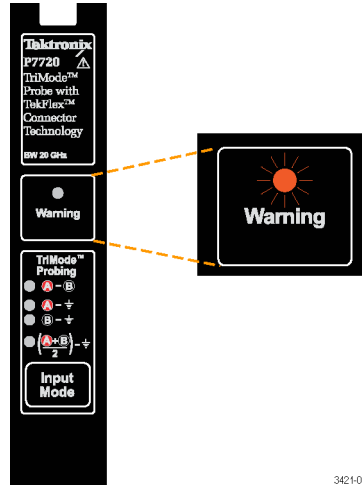 Tektronix
P7720
TriMode™
Probe with
TekFlex™
Connector
Technology
BW 20 GHz
Warning
Warning
TriMode™
Probing
A - B
A - ⏚
B - ⏚
(A+B/2) - ⏚
Input
Mode
3421-0